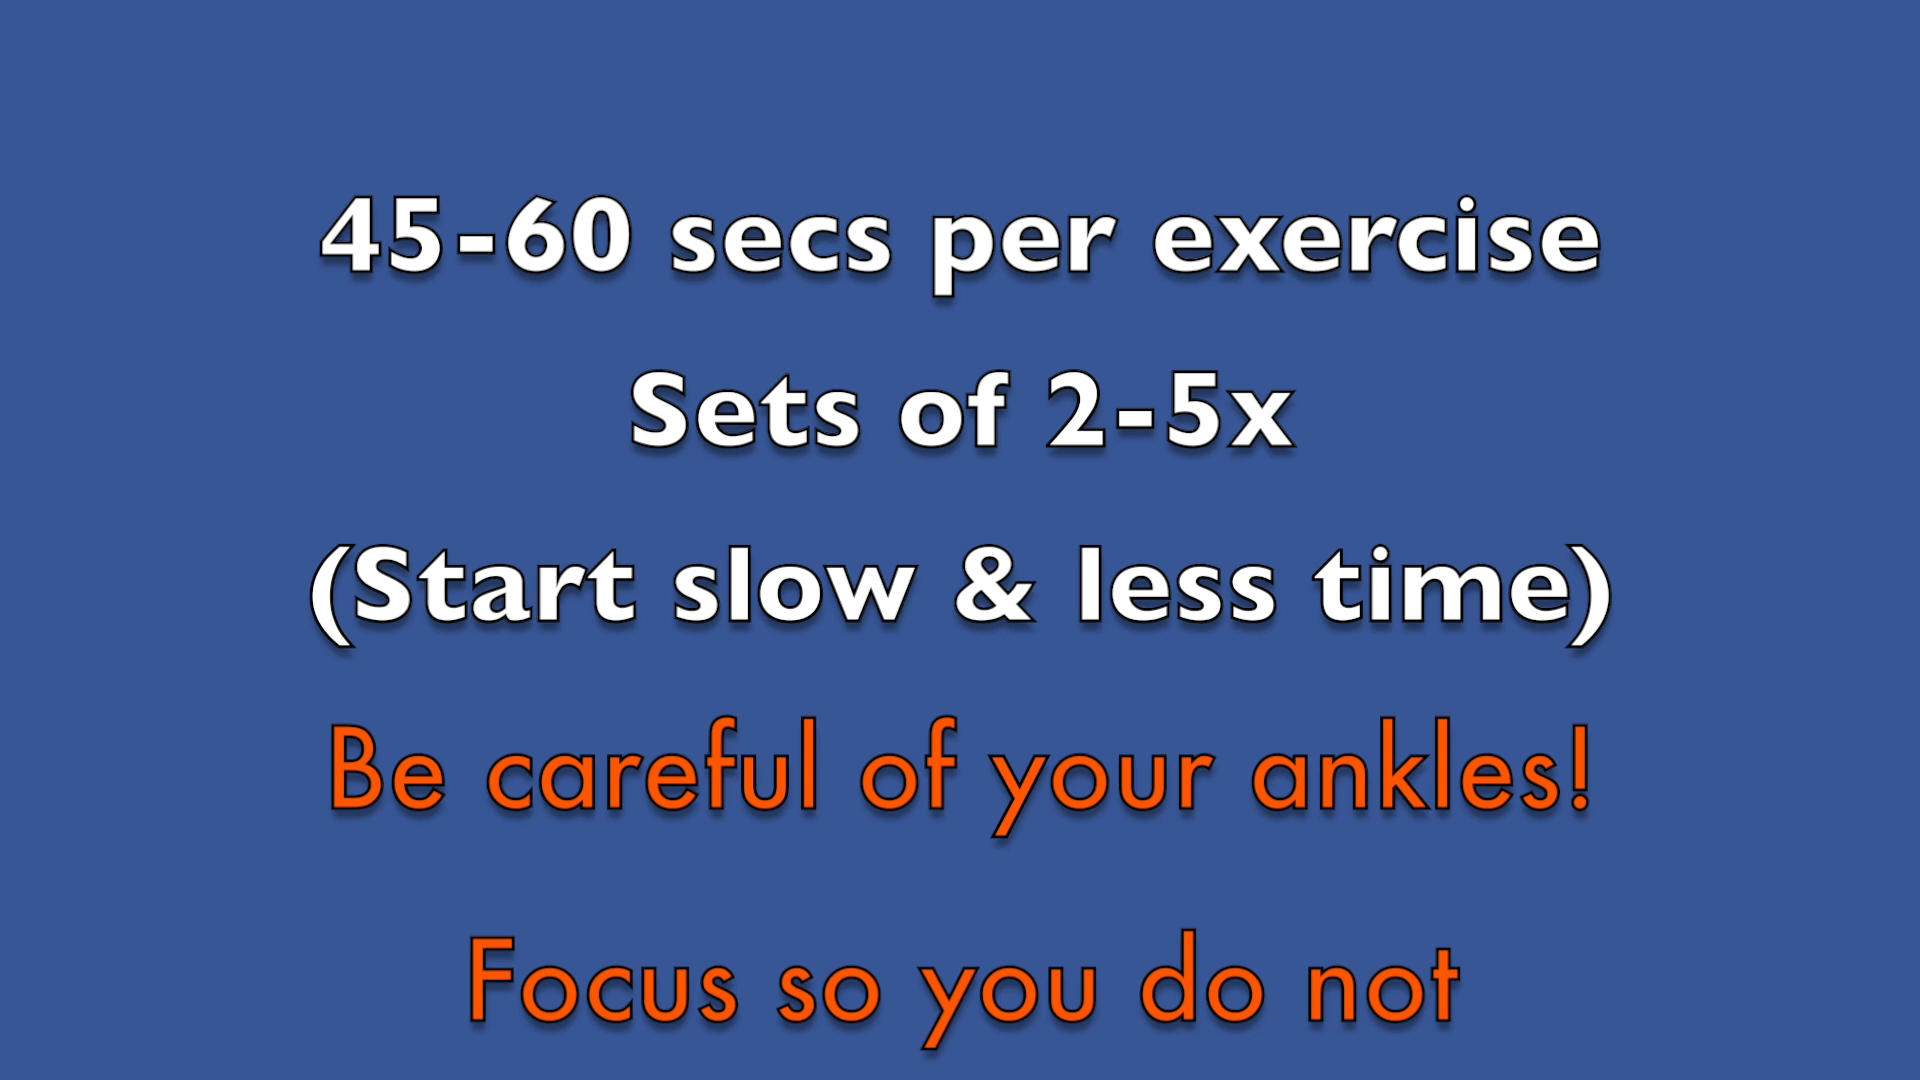 45-60 secs per exercise
Sets of 2-5x
(Start slow & less time)
Be careful of your ankles!
Focus so you do not